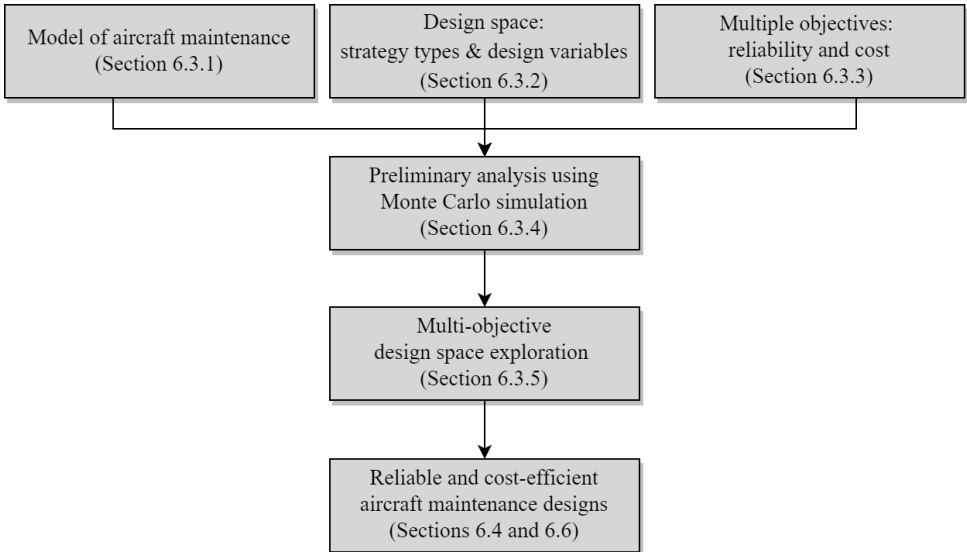 Model of aircraft maintenance
(Section 6.3.1)
Design space:
strategy types & design variables
(Section 6.3.2)
Multiple objectives:
reliability and cost
(Section 6.3.3)
Preliminary analysis using
Monte Carlo simulation
(Section 6.3.4)
Multi-objective
design space exploration
(Section 6.3.5)
Reliable and cost-efficient
aircraft maintenance designs
(Sections 6.4 and 6.6)